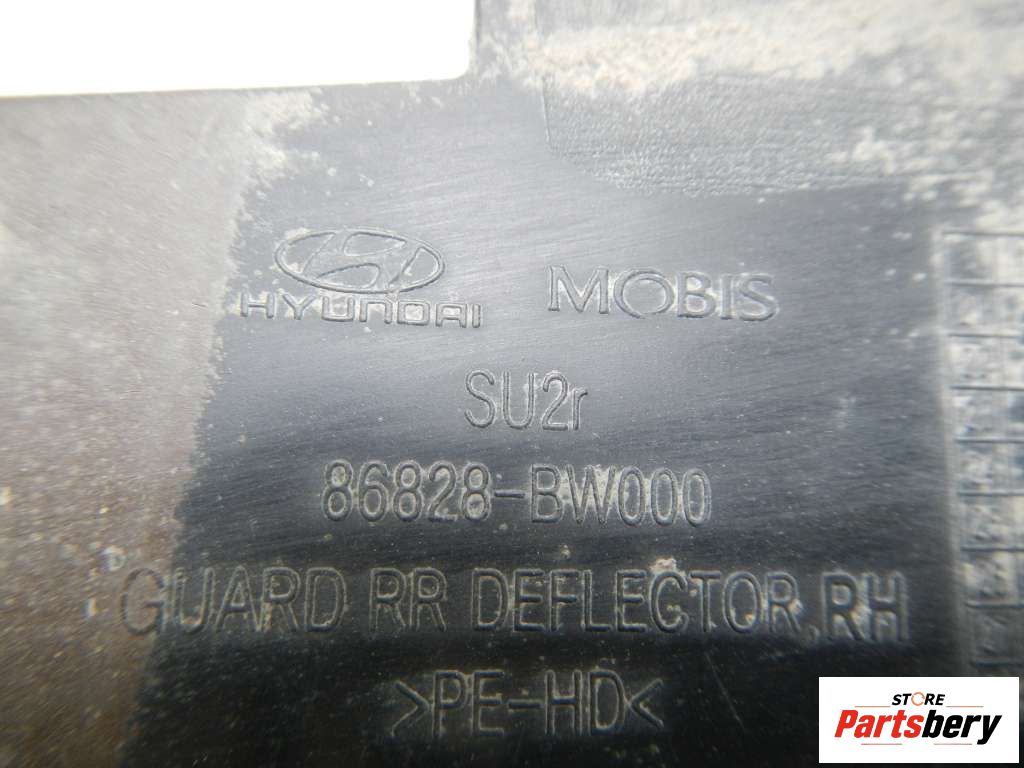 HYUNDAI MOBIS
SU2r
86828-BW000
GUARD RR DEFLECTOR,RH
>PE-HD<
STORE
Partsbery